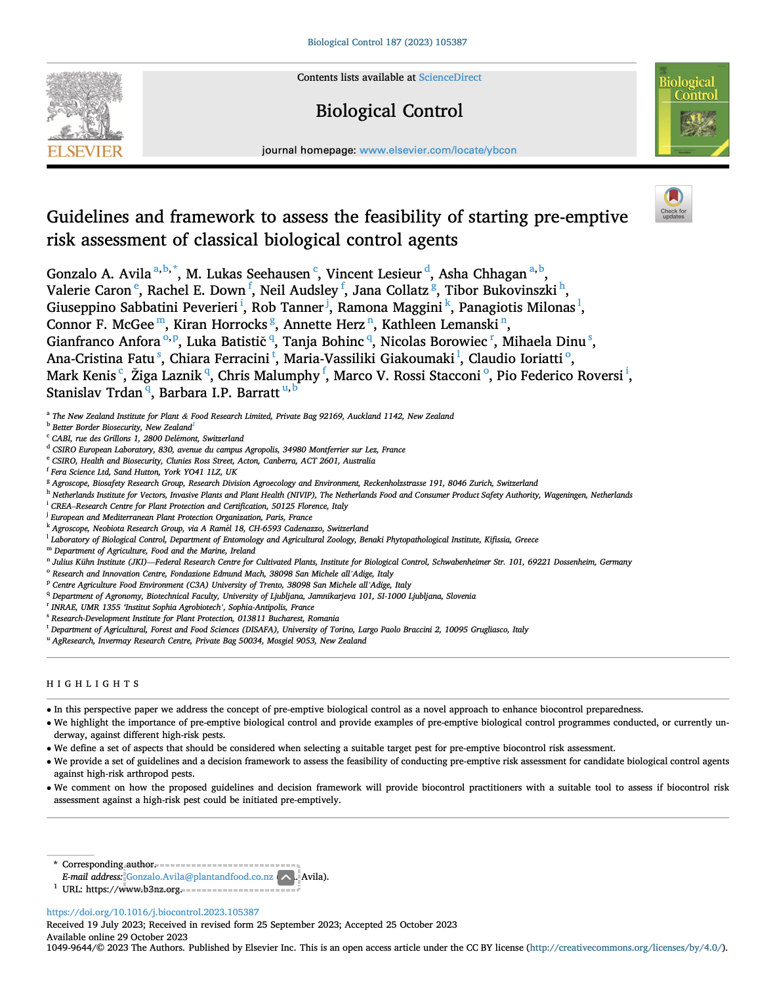 Biological Control 187 (2023) 105387
Contents lists available at ScienceDirect
Biological Control
journal homepage: www.elsevier.com/locate/ybcon
ELSEVIER
Biological
Control
Check for
updates
Guidelines and framework to assess the feasibility of starting pre-emptive
risk assessment of classical biological control agents
Gonzalo A. Avila a,b,*, M. Lukas Seehausen c, Vincent Lesieur d, Asha Chhagan a,b,
Valerie Caron e, Rachel E. Down f, Neil Audsley f, Jana Collatz g, Tibor Bukovinszki h,
Giuseppino Sabbatini Peverieri i, Rob Tanner j, Ramona Maggini k, Panagiotis Milonas l,
Connor F. McGee m, Kiran Horrocks g, Annette Herz n, Kathleen Lemanski n,
Gianfranco Anfora o,p, Luka Batistič q, Tanja Bohinc q, Nicolas Borowiec r, Mihaela Dinu s,
Ana-Cristina Fatu s, Chiara Ferracini t, Maria-Vassiliki Giakoumaki l, Claudio Ioriatti o,
Mark Kenis c, Žiga Laznik q, Chris Malumphy f, Marco V. Rossi Stacconi o, Pio Federico Roversi i,
Stanislav Trdan q, Barbara I.P. Barratt u,b
a The New Zealand Institute for Plant & Food Research Limited, Private Bag 92169, Auckland 1142, New Zealand
b Better Border Biosecurity, New Zealand1
c CABI, rue des Grillons 1, 2800 Delémont, Switzerland
d CSIRO European Laboratory, 830, avenue du campus Agropolis, 34980 Montferrier sur Lez, France
e CSIRO, Health and Biosecurity, Clunies Ross Street, Acton, Canberra, ACT 2601, Australia
f Fera Science Ltd, Sand Hutton, York YO41 1LZ, UK
g Agroscope, Biosafety Research Group, Research Division Agroecology and Environment, Reckenholzstrasse 191, 8046 Zurich, Switzerland
h Netherlands Institute for Vectors, Invasive Plants and Plant Health (NIVIP), The Netherlands Food and Consumer Product Safety Authority, Wageningen, Netherlands
i CREA–Research Centre for Plant Protection and Certification, 50125 Florence, Italy
j European and Mediterranean Plant Protection Organization, Paris, France
k Agroscope, Neobiota Research Group, via A Ramél 18, CH-6593 Cadenazzo, Switzerland
l Laboratory of Biological Control, Department of Entomology and Agricultural Zoology, Benaki Phytopathological Institute, Kifissia, Greece
m Department of Agriculture, Food and the Marine, Ireland
n Julius Kühn Institute (JKI)—Federal Research Centre for Cultivated Plants, Institute for Biological Control, Schwabenheimer Str. 101, 69221 Dossenheim, Germany
o Research and Innovation Centre, Fondazione Edmund Mach, 38098 San Michele all'Adige, Italy
p Centre Agriculture Food Environment (C3A) University of Trento, 38098 San Michele all'Adige, Italy
q Department of Agronomy, Biotechnical Faculty, University of Ljubljana, Jamnikarjeva 101, SI-1000 Ljubljana, Slovenia
r INRAE, UMR 1355 ‘Institut Sophia Agrobiotech’, Sophia-Antipolis, France
s Research-Development Institute for Plant Protection, 013811 Bucharest, Romania
t Department of Agricultural, Forest and Food Sciences (DISAFA), University of Torino, Largo Paolo Braccini 2, 10095 Grugliasco, Italy
u AgResearch, Invermay Research Centre, Private Bag 50034, Mosgiel 9053, New Zealand
HIGHLIGHTS
• In this perspective paper we address the concept of pre-emptive biological control as a novel approach to enhance biocontrol preparedness.
• We highlight the importance of pre-emptive biological control and provide examples of pre-emptive biological control programmes conducted, or currently un-
derway, against different high-risk pests.
• We define a set of aspects that should be considered when selecting a suitable target pest for pre-emptive biocontrol risk assessment.
• We provide a set of guidelines and a decision framework to assess the feasibility of conducting pre-emptive risk assessment for candidate biological control agents
against high-risk arthropod pests.
• We comment on how the proposed guidelines and decision framework will provide biocontrol practitioners with a suitable tool to assess if biocontrol risk
assessment against a high-risk pest could be initiated pre-emptively.
* Corresponding author.
E-mail address: Gonzalo.Avila@plantandfood.co.nz ( . Avila).
1 URL: https://www.b3nz.org.
https://doi.org/10.1016/j.biocontrol.2023.105387
Received 19 July 2023; Received in revised form 25 September 2023; Accepted 25 October 2023
Available online 29 October 2023
1049-9644/© 2023 The Authors. Published by Elsevier Inc. This is an open access article under the CC BY license (http://creativecommons.org/licenses/by/4.0/).